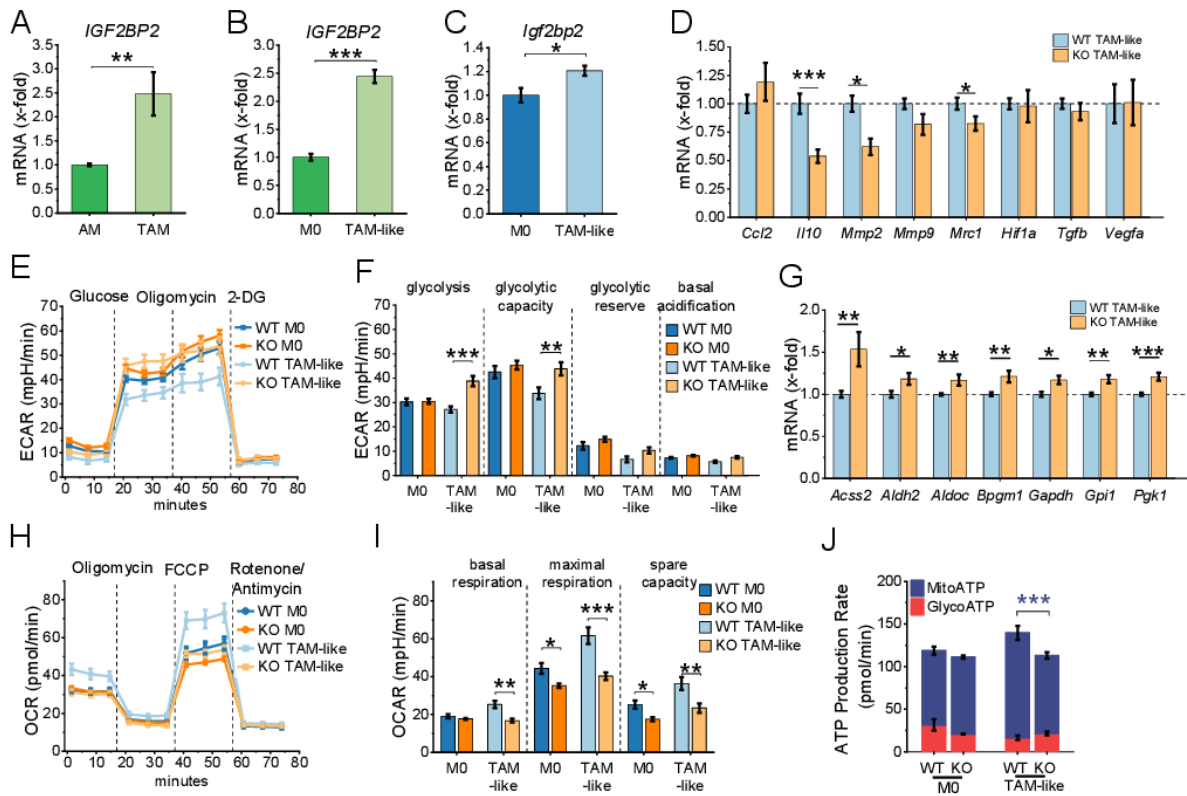 A
IGF2BP2
**
mRNA (x-fold)
3.5
3.0
2.5
2.0
1.5
1.0
0.5
0.0
AM TAM
B
IGF2BP2
***
mRNA (x-fold)
3.0
2.5
2.0
1.5
1.0
0.5
0.0
M0 TAM-like
C
Igf2bp2
*
mRNA (x-fold)
1.4
1.2
1.0
0.8
0.6
0.4
0.2
0.0
M0 TAM-like
D
WT TAM-like
KO TAM-like
*** * *
mRNA (x-fold)
1.50
1.25
1.00
0.75
0.50
0.25
0.00
Ccl2 Il10 Mmp2 Mmp9 Mrc1 Hif1a Tgfb Vegfa
E
Glucose Oligomycin 2-DG
ECAR (mpH/min)
70
60
50
40
30
20
10
0
WT M0
KO M0
WT TAM-like
KO TAM-like
0 10 20 30 40 50 60 70 80
minutes
F
glycolysis
glycolytic
capacity
glycolytic
reserve
basal
acidification
ECAR (mpH/min)
70
60
50
40
30
20
10
0
WT M0
KO M0
WT TAM-like
KO TAM-like
*** **
M0 TAM
-like
M0 TAM
-like
M0 TAM
-like
M0 TAM
-like
G
WT TAM-like
KO TAM-like
** * ** ** * ** ***
mRNA (x-fold)
2.0
1.5
1.0
0.5
0.0
Acss2 Aldh2 Aldoc Bpgm1 Gapdh Gpi1 Pgk1
H
Oligomycin FCCP Rotenone/
Antimycin
OCR (pmol/min)
80
60
40
20
0
WT M0
KO M0
WT TAM-like
KO TAM-like
0 10 20 30 40 50 60 70 80
minutes
I
basal
respiration
maximal
respiration
spare
capacity
OCAR (mpH/min)
80
60
40
20
0
WT M0
KO M0
WT TAM-like
KO TAM-like
** * *** * **
M0 TAM
-like
M0 TAM
-like
M0 TAM
-like
J
MitoATP
GlycoATP
***
ATP Production Rate
(pmol/min)
200
150
100
50
0
WT KO WT KO
M0 TAM-like